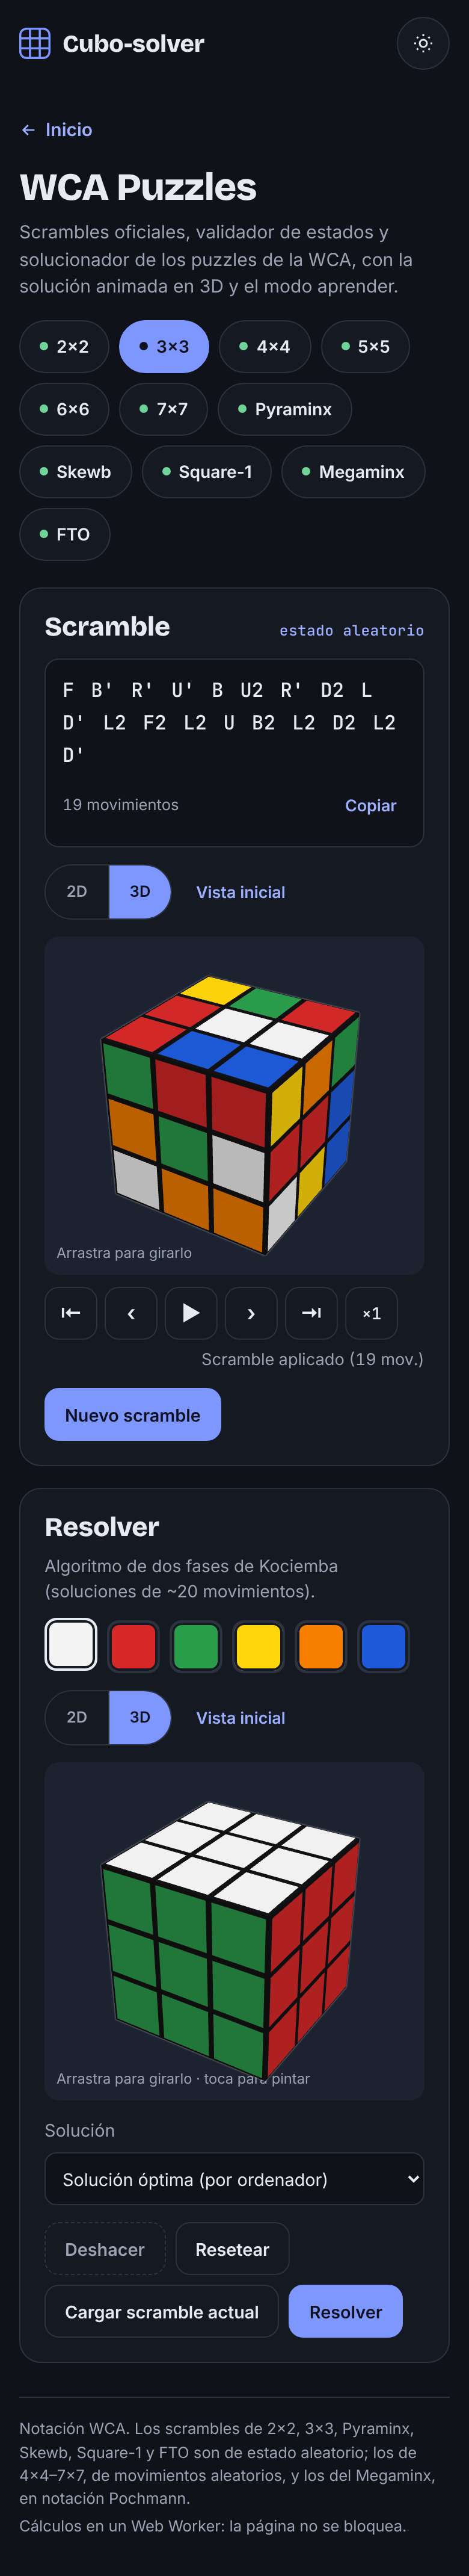 Cubo-solver
← Inicio
WCA Puzzles
Scrambles oficiales, validador de estados y
solucionador de los puzzles de la WCA, con la
solución animada en 3D y el modo aprender.
2×2 3×3 4×4 5×5
6×6 7×7 Pyraminx
Skewb Square-1 Megaminx
FTO
Scramble estado aleatorio
F B' R' U' B U2 R' D2 L
D' L2 F2 L2 U B2 L2 D2 L2
D'
19 movimientos Copiar
2D 3D Vista inicial
Arrastra para girarlo
×1
Scramble aplicado (19 mov.)
Nuevo scramble
Resolver
Algoritmo de dos fases de Kociemba
(soluciones de ~20 movimientos).
2D 3D Vista inicial
Arrastra para girarlo · toca para pintar
Solución
Solución óptima (por ordenador)
Deshacer Resetear
Cargar scramble actual Resolver
Notación WCA. Los scrambles de 2×2, 3×3, Pyraminx,
Skewb, Square-1 y FTO son de estado aleatorio; los de
4×4–7×7, de movimientos aleatorios, y los del Megaminx,
en notación Pochmann.
Cálculos en un Web Worker: la página no se bloquea.